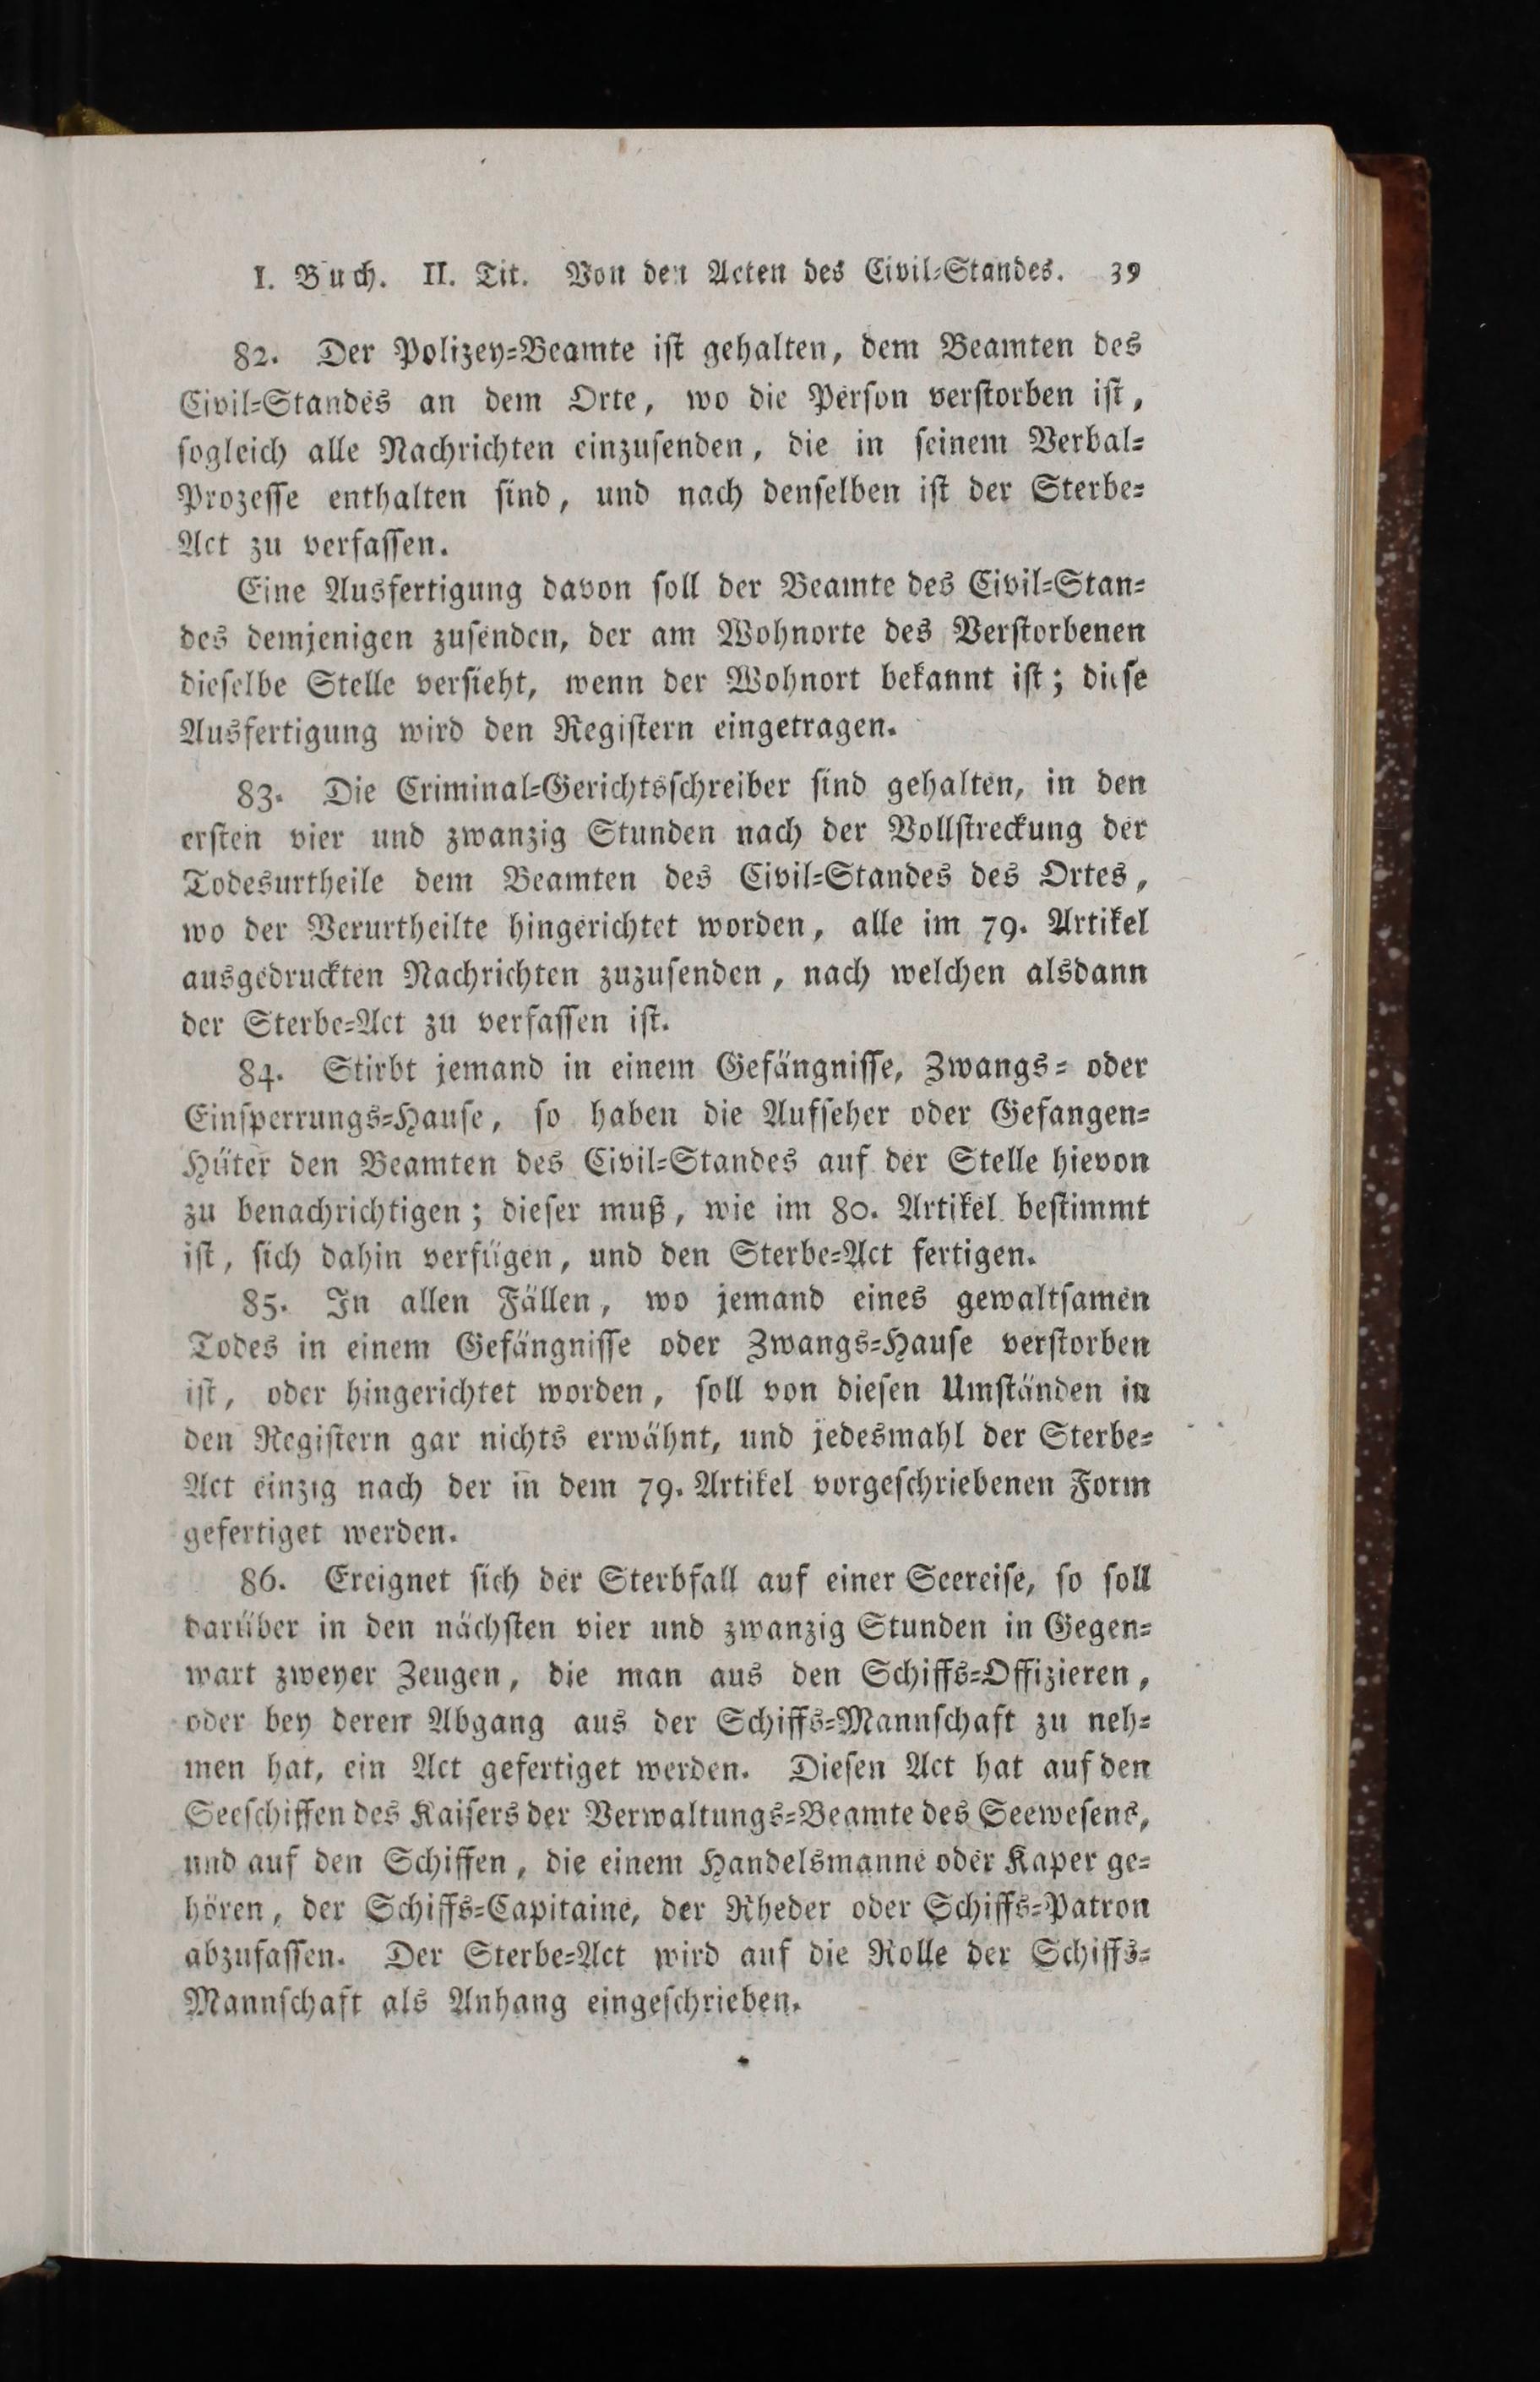 I. Buch. II. Tit. Von den Acten des Civil-Standes. 39
82. Der Polizey-Beamte ist gehalten, dem Beamten des
Civil-Standes an dem Orte, wo die Person verstorben ist,
sogleich alle Nachrichten einzusenden, die in seinem Verbal-
Prozesse enthalten sind, und nach denselben ist der Sterbe-
Act zu verfassen.
Eine Ausfertigung davon soll der Beamte des Civil-Stan-
des demjenigen zusenden, der am Wohnorte des Verstorbenen
dieselbe Stelle versieht, wenn der Wohnort bekannt ist; diese
Ausfertigung wird den Registern eingetragen.
83. Die Criminal-Gerichtsschreiber sind gehalten, in den
ersten vier und zwanzig Stunden nach der Vollstreckung der
Todesurtheile dem Beamten des Civil-Standes des Ortes,
wo der Verurtheilte hingerichtet worden, alle im 79. Artikel
ausgedruckten Nachrichten zuzusenden, nach welchen alsdann
der Sterbe-Act zu verfassen ist.
84. Stirbt jemand in einem Gefängnisse, Zwangs- oder
Einsperrungs-Hause, so haben die Aufseher oder Gefangen-
Hüter den Beamten des Civil-Standes auf der Stelle hievon
zu benachrichtigen; dieser muß, wie im 80. Artikel bestimmt
ist, sich dahin verfügen, und den Sterbe-Act fertigen.
85. In allen Fällen, wo jemand eines gewaltsamen
Todes in einem Gefängnisse oder Zwangs-Hause verstorben
ist, oder hingerichtet worden, soll von diesen Umständen in
den Registern gar nichts erwähnt, und jedesmahl der Sterbe-
Act einzig nach der in dem 79. Artikel vorgeschriebenen Form
gefertiget werden.
86. Ereignet sich der Sterbfall auf einer Seereise, so soll
darüber in den nächsten vier und zwanzig Stunden in Gegen-
wart zweyer Zeugen, die man aus den Schiffs-Offizieren,
oder bey deren Abgang aus der Schiffs-Mannschaft zu neh-
men hat, ein Act gefertiget werden. Diesen Act hat auf den
Seeschiffen des Kaisers der Verwaltungs-Beamte des Seewesens,
und auf den Schiffen, die einem Handelsmanne oder Kaper ge-
hören, der Schiffs-Capitaine, der Rheder oder Schiffs-Patron
abzufassen. Der Sterbe-Act wird auf die Rolle der Schiffs-
Mannschaft als Anhang eingeschrieben.